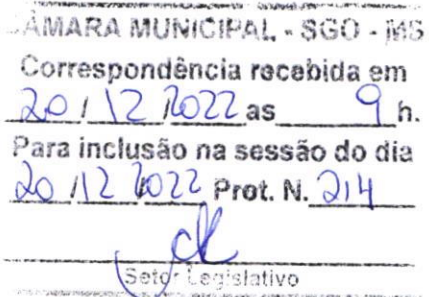 CÂMARA MUNICIPAL - SGO - MS
Correspondência recebida em
20 / 12 / 2022 as 9 h.
Para inclusão na sessão do dia
20 / 12 / 2022 Prot. N. 214
Setor Legislativo